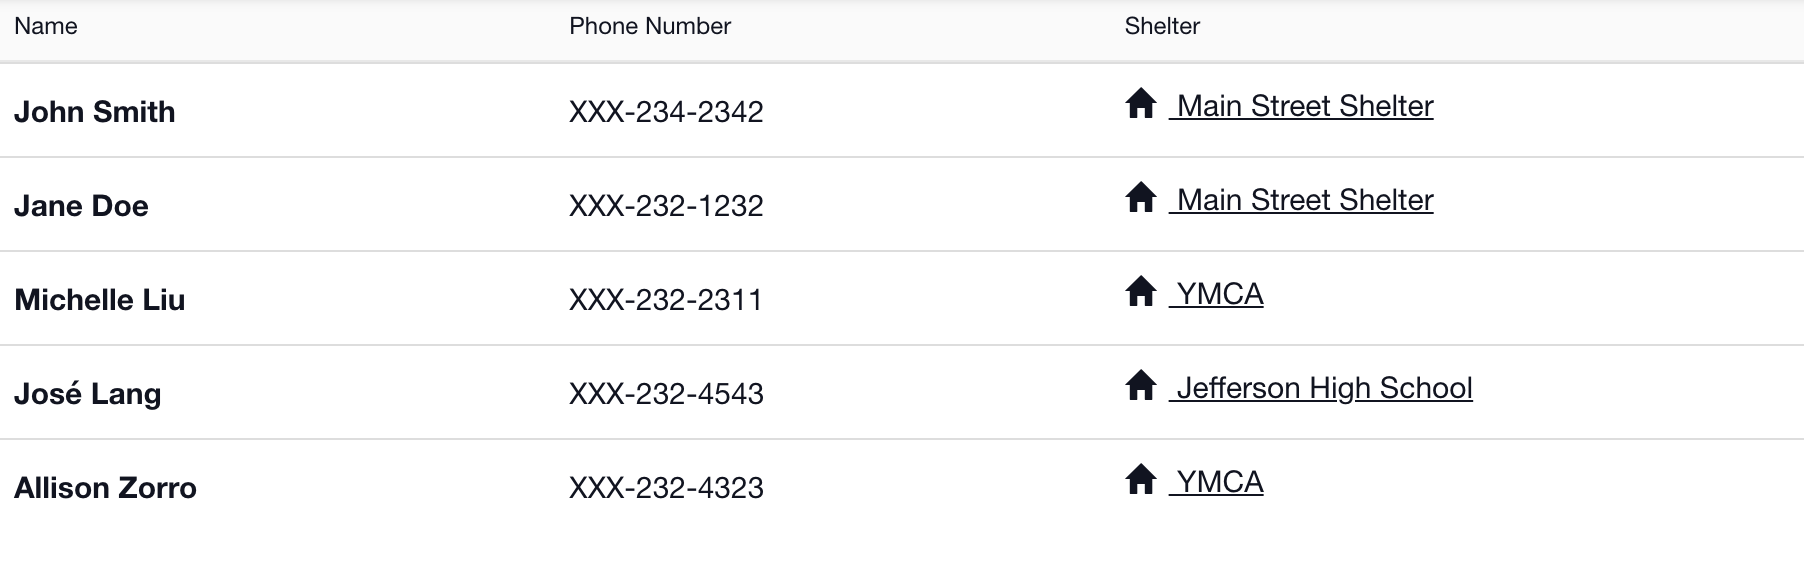 Name Phone Number Shelter
John Smith XXX-234-2342 Main Street Shelter
Jane Doe XXX-232-1232 Main Street Shelter
Michelle Liu XXX-232-2311 YMCA
José Lang XXX-232-4543 Jefferson High School
Allison Zorro XXX-232-4323 YMCA